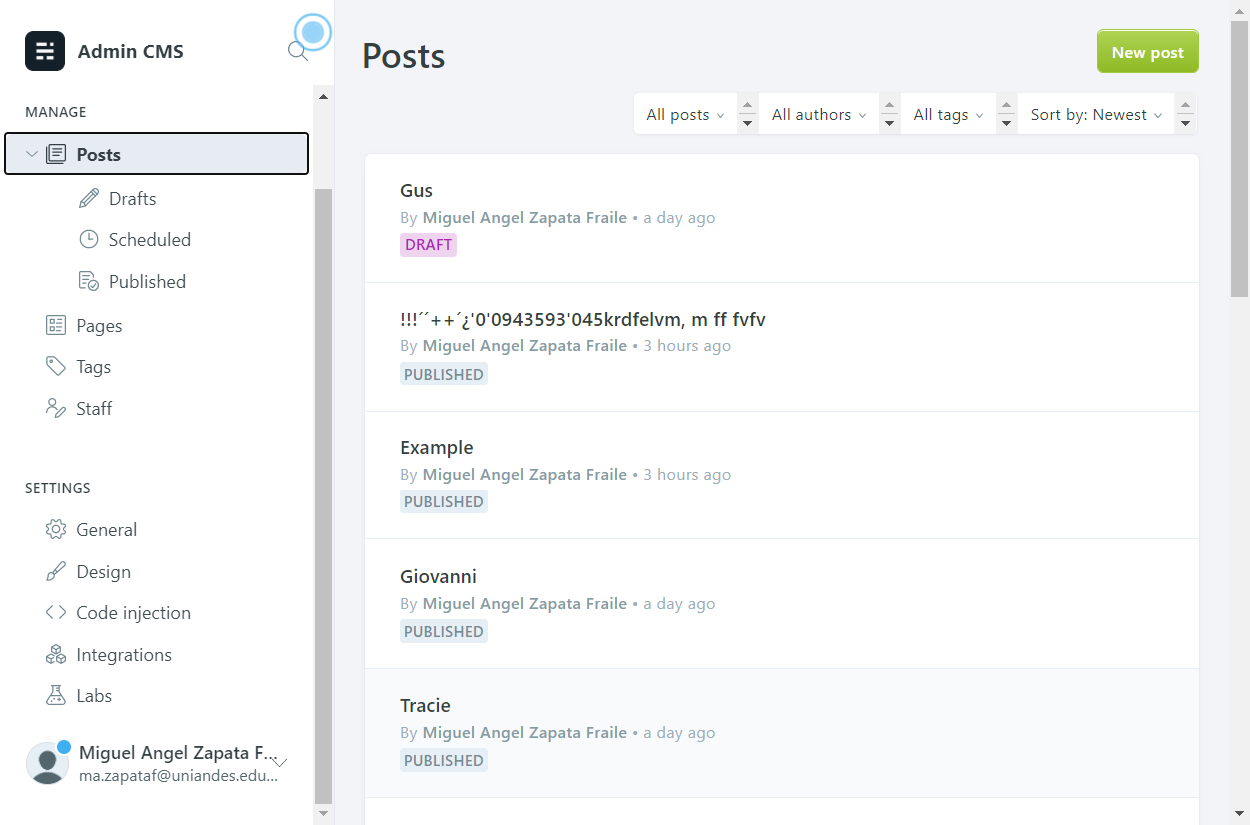 Admin CMS
MANAGE
Posts
Drafts
Scheduled
Published
Pages
Tags
Staff
SETTINGS
General
Design
Code injection
Integrations
Labs
Miguel Angel Zapata F...
ma.zapataf@uniandes.edu...
Posts
New post
All posts
All authors
All tags
Sort by: Newest
Gus
By Miguel Angel Zapata Fraile • a day ago
DRAFT
!!!´´++´¿'0'0943593'045krdfelvm, m ff fvfv
By Miguel Angel Zapata Fraile • 3 hours ago
PUBLISHED
Example
By Miguel Angel Zapata Fraile • 3 hours ago
PUBLISHED
Giovanni
By Miguel Angel Zapata Fraile • a day ago
PUBLISHED
Tracie
By Miguel Angel Zapata Fraile • a day ago
PUBLISHED